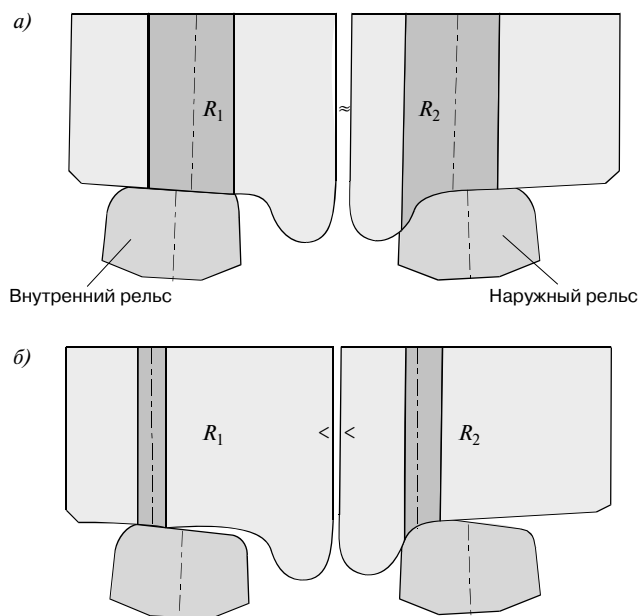 а)
R1 ≈ R2
Внутренний рельс Наружный рельс
б)
R1 < < R2